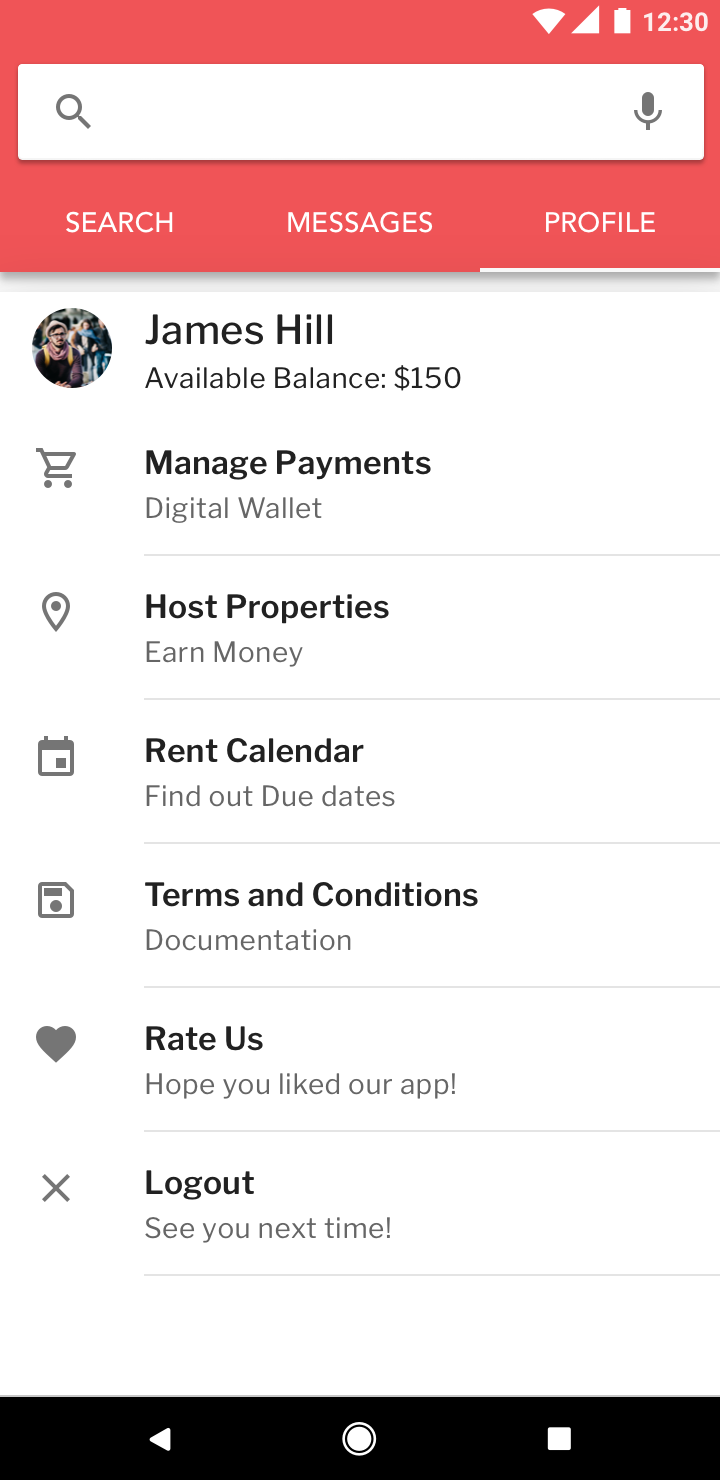 12:30
SEARCH MESSAGES PROFILE
James Hill
Available Balance: $150
Manage Payments
Digital Wallet
Host Properties
Earn Money
Rent Calendar
Find out Due dates
Terms and Conditions
Documentation
Rate Us
Hope you liked our app!
Logout
See you next time!